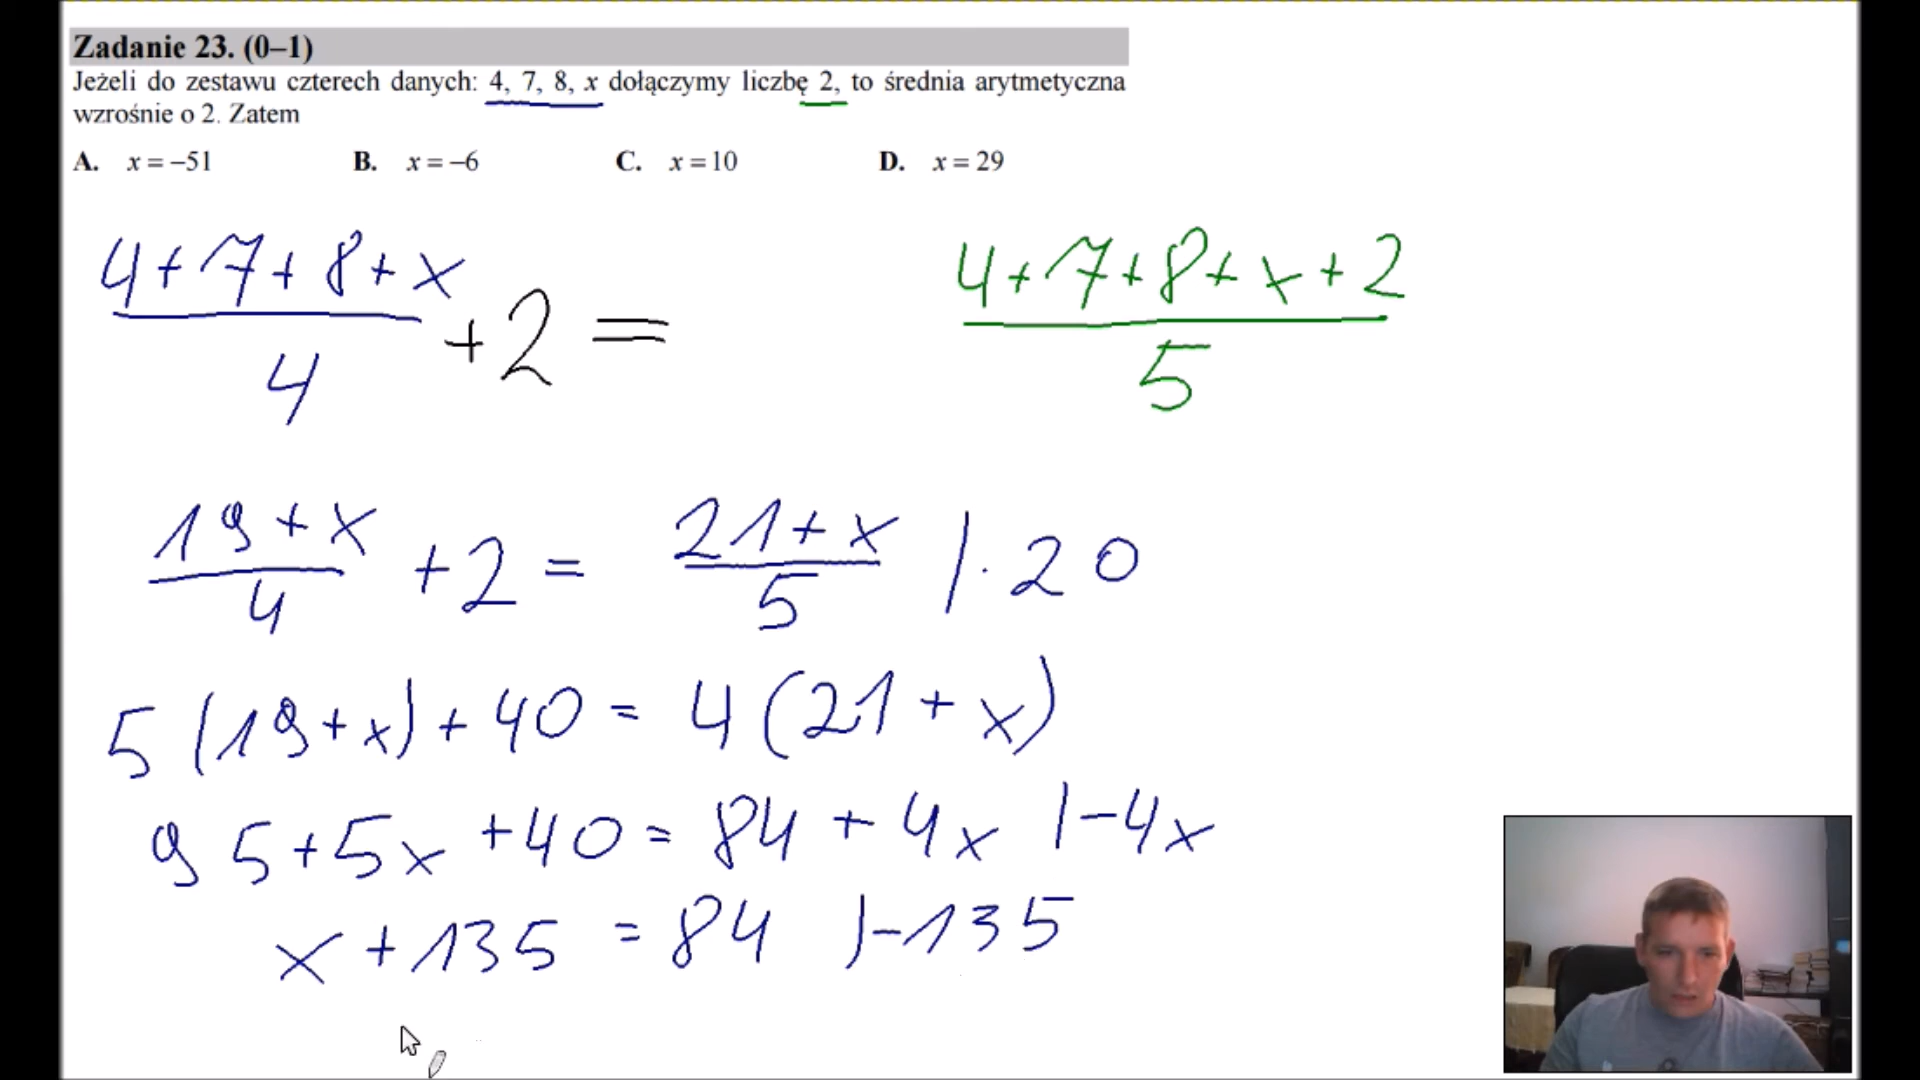 Zadanie 23. (0–1)
Jeżeli do zestawu czterech danych: 4, 7, 8, x dołączymy liczbę 2, to średnia arytmetyczna
wzrośnie o 2. Zatem
A. x = –51 B. x = –6 C. x = 10 D. x = 29
4+7+8+x / 4 + 2 = 4+7+8+x+2 / 5
19+x / 4 + 2 = 21+x / 5 | · 20
5(19+x) + 40 = 4(21+x)
95+5x +40 = 84 + 4x |-4x
x + 135 = 84 |-135